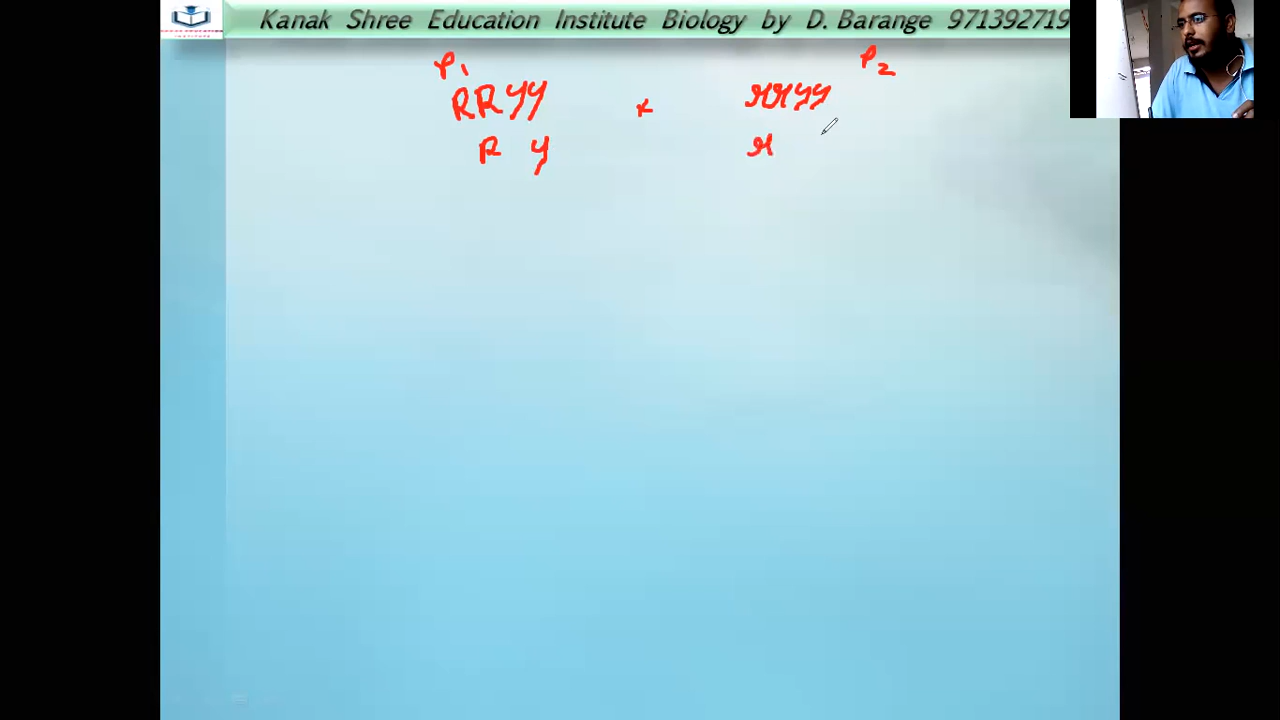 Kanak Shree Education Institute Biology by D. Barange 971392719
P1 P2
RRYY × rryy
R Y r